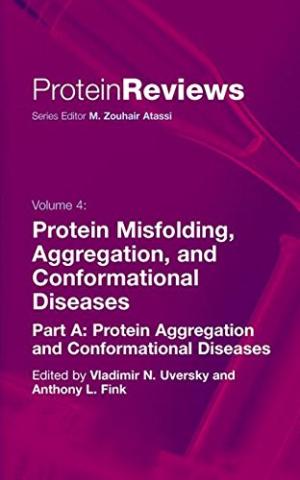 ProteinReviews
Series Editor M. Zouhair Atassi
Volume 4:
Protein Misfolding,
Aggregation, and
Conformational
Diseases
Part A: Protein Aggregation
and Conformational Diseases
Edited by Vladimir N. Uversky and
Anthony L. Fink